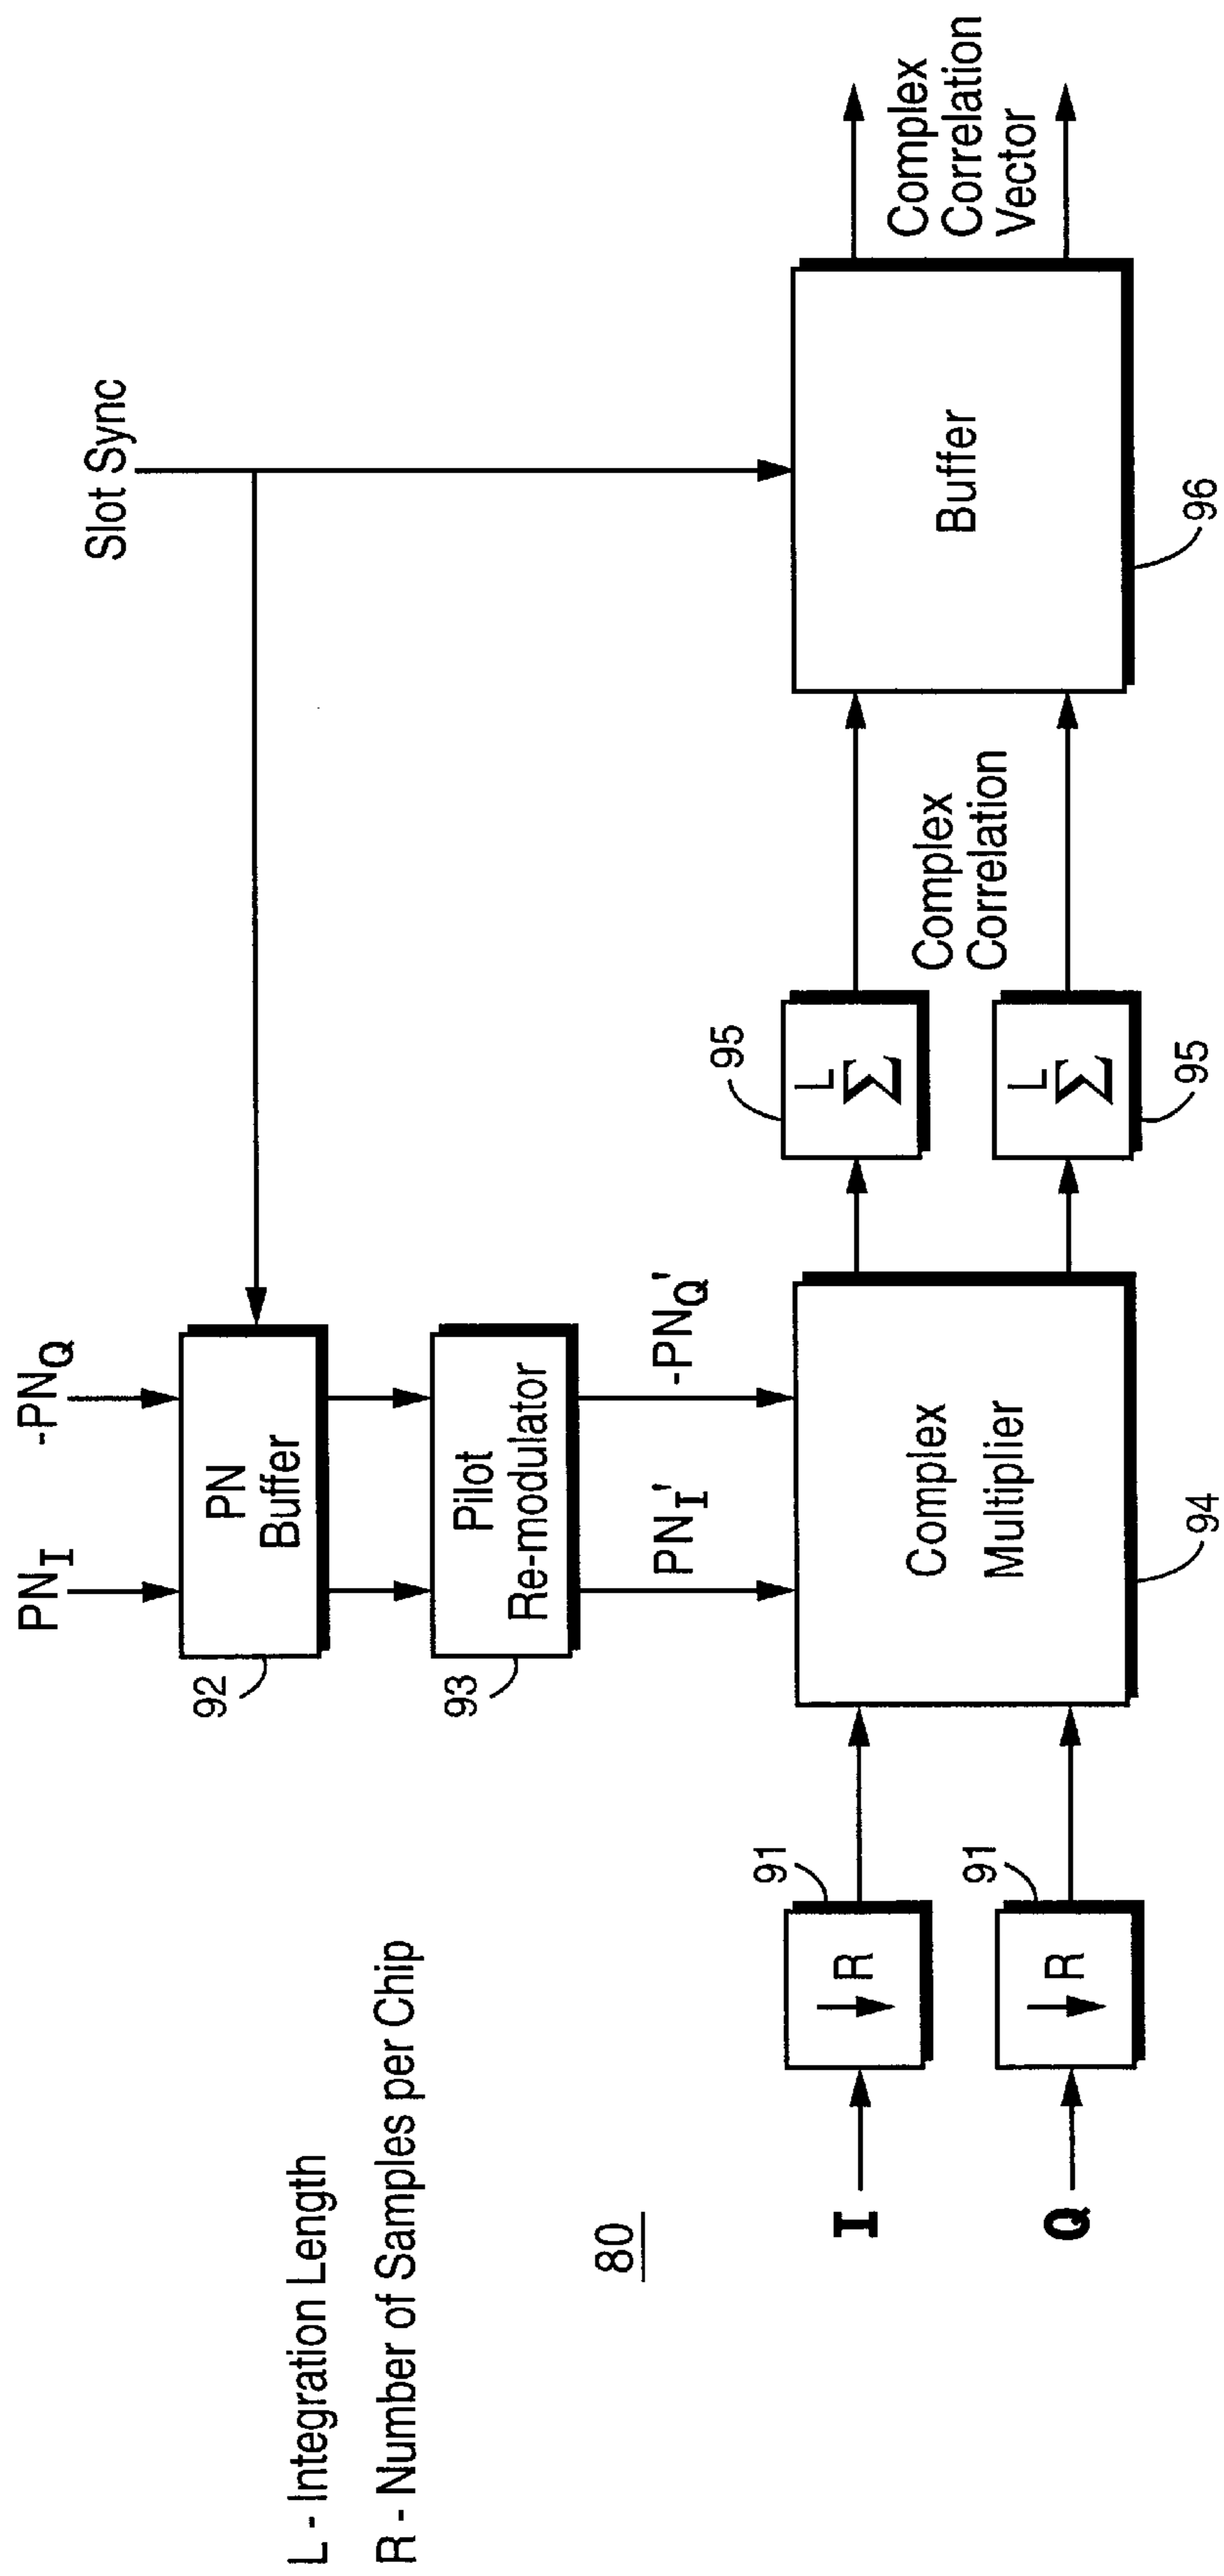 L - Integration Length
R - Number of Samples per Chip
80
PN_I
-PN_Q
Slot Sync
92
PN
Buffer
93
Pilot
Re-modulator
PN_I'
-PN_Q'
I
Q
91
↓ R
91
↓ R
Complex
Multiplier
94
95
L
Σ
L
Σ
95
Complex
Correlation
Buffer
96
Complex
Correlation
Vector